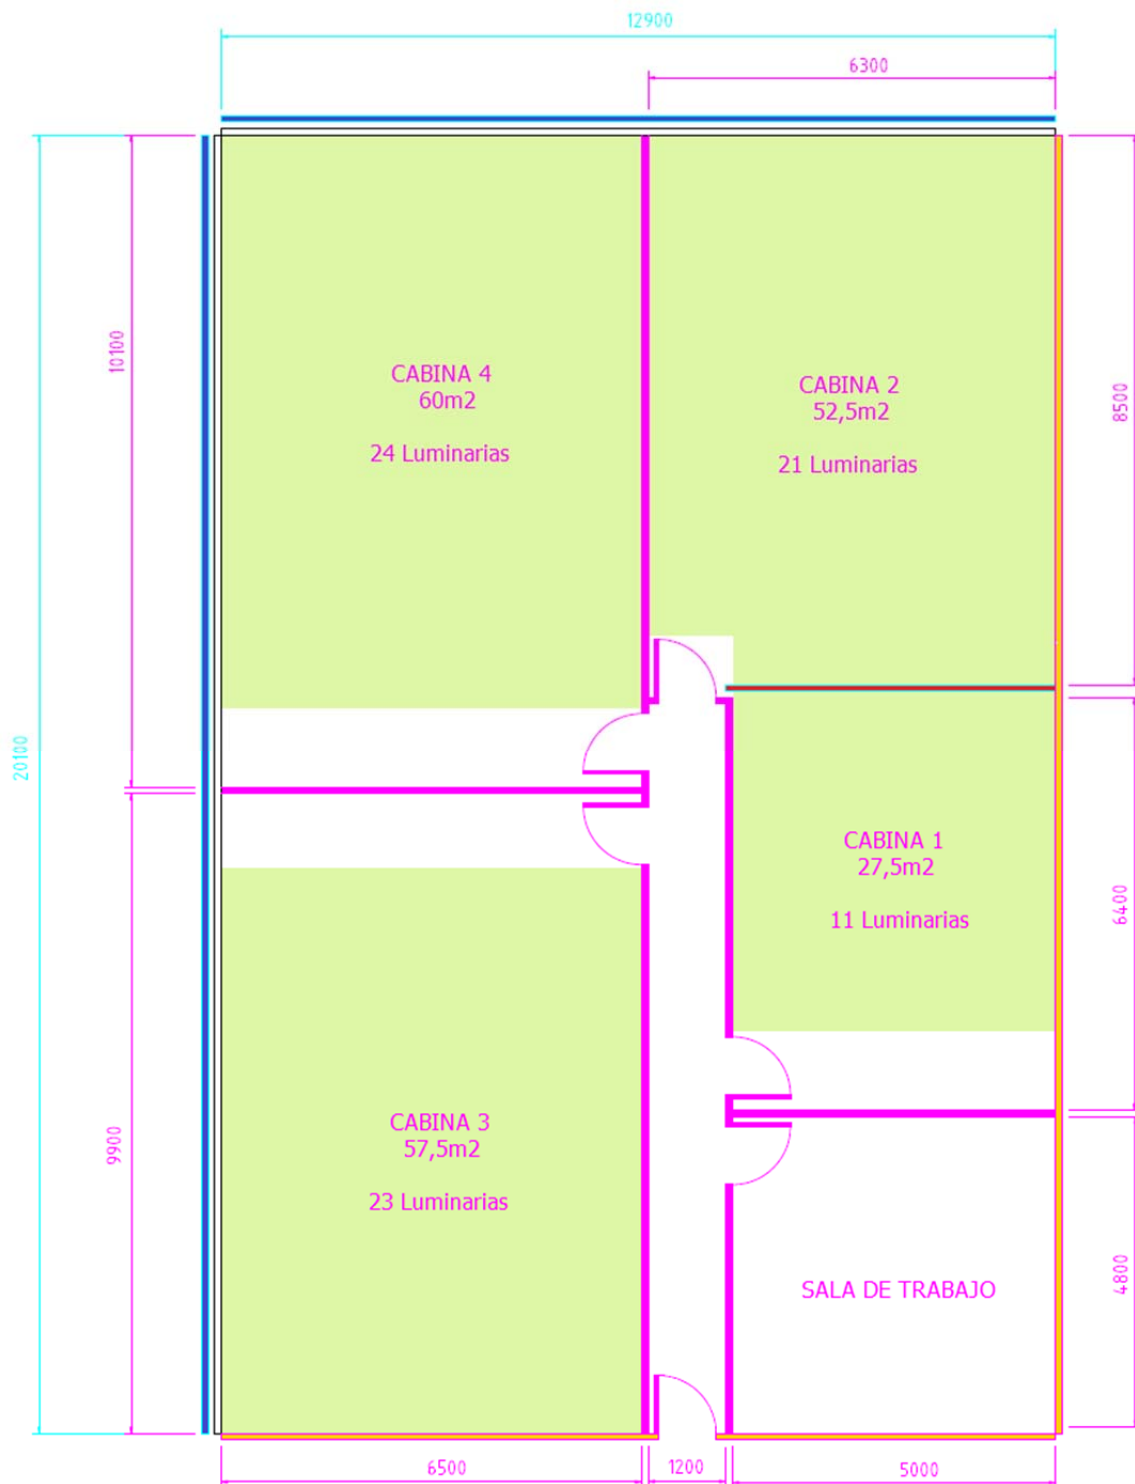 12900
6300
10100
CABINA 4
60m2
24 Luminarias
CABINA 2
52,5m2
21 Luminarias
8500
20100
CABINA 1
27,5m2
11 Luminarias
6400
9900
CABINA 3
57,5m2
23 Luminarias
SALA DE TRABAJO
4800
6500
1200
5000